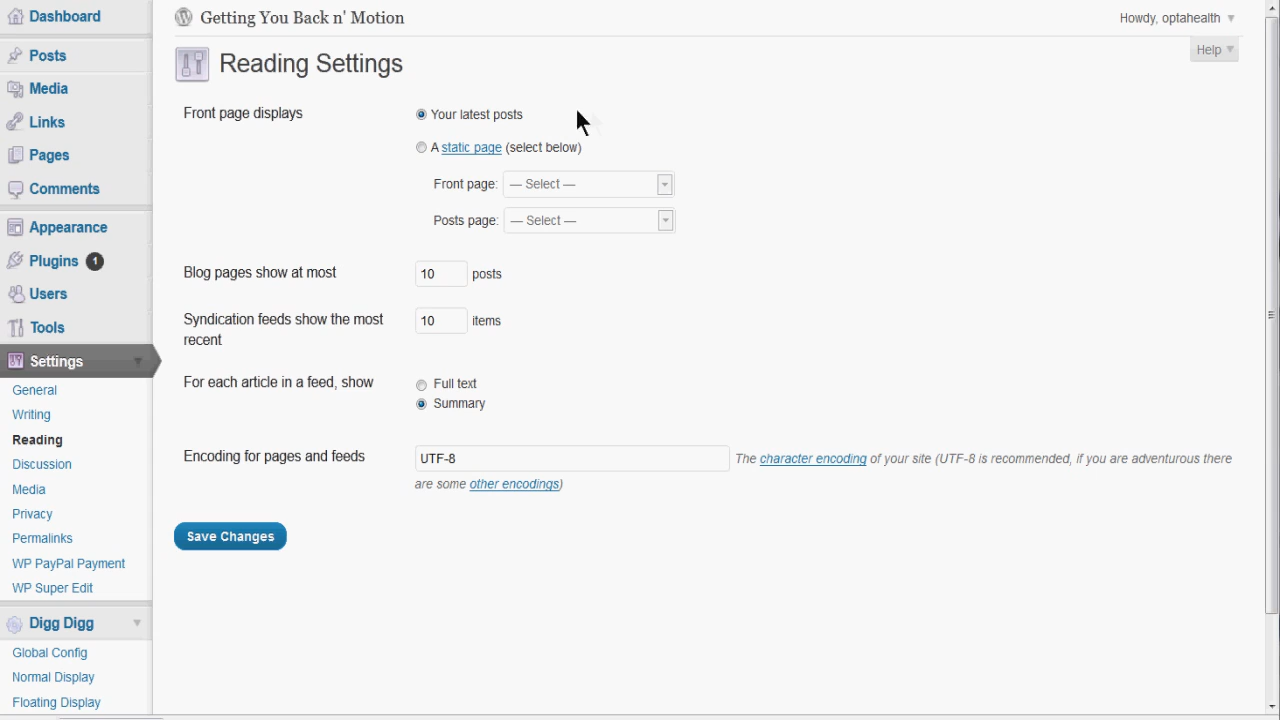 Dashboard
Posts
Media
Links
Pages
Comments
Appearance
Plugins 1
Users
Tools
Settings
General
Writing
Reading
Discussion
Media
Privacy
Permalinks
WP PayPal Payment
WP Super Edit
Digg Digg
Global Config
Normal Display
Floating Display
Getting You Back n' Motion
Howdy, optahealth
Help
Reading Settings
Front page displays
Your latest posts
A static page (select below)
Front page: — Select —
Posts page: — Select —
Blog pages show at most 10 posts
Syndication feeds show the most
recent
10 items
For each article in a feed, show
Full text
Summary
Encoding for pages and feeds
UTF-8 The character encoding of your site (UTF-8 is recommended, if you are adventurous there
are some other encodings)
Save Changes